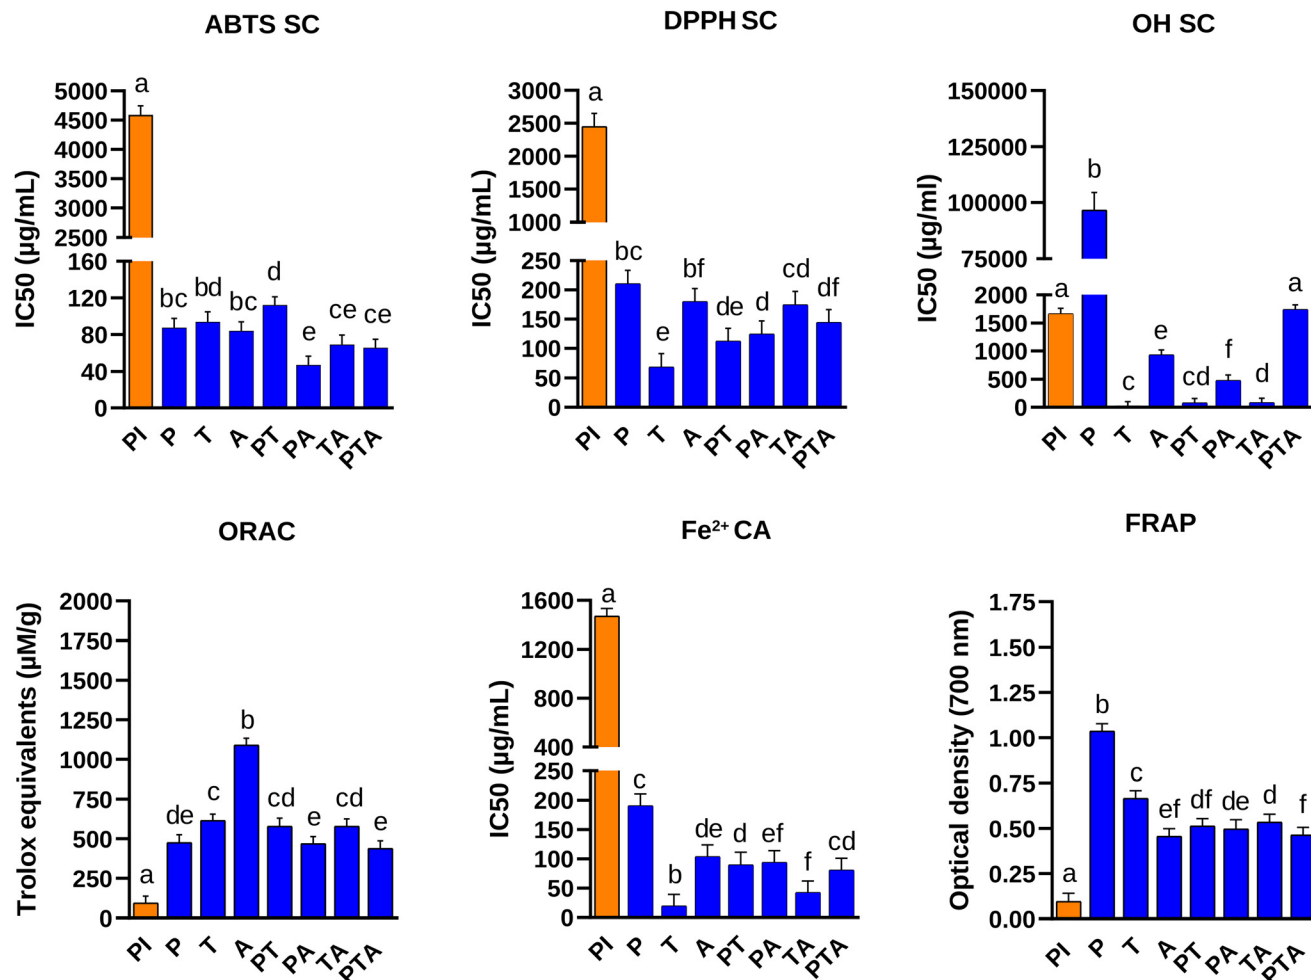 ABTS SC
IC50 (µg/mL)
5000
4500
4000
3500
3000
2500
160
120
80
40
0
a
bc
bd
bc
d
e
ce
ce
PI
P
T
A
PT
PA
TA
PTA
DPPH SC
IC50 (µg/mL)
3000
2500
2000
1500
1000
250
200
150
100
50
0
a
bc
e
bf
de
d
cd
df
PI
P
T
A
PT
PA
TA
PTA
OH SC
IC50 (µg/ml)
150000
125000
100000
75000
2000
1500
1000
500
0
a
b
c
e
cd
f
d
a
PI
P
T
A
PT
PA
TA
PTA
ORAC
Trolox equivalents (µM/g)
2000
1750
1500
1250
1000
750
500
250
0
a
de
c
b
cd
e
cd
e
PI
P
T
A
PT
PA
TA
PTA
Fe²⁺ CA
IC50 (µg/mL)
1600
1200
800
400
250
200
150
100
50
0
a
c
b
de
d
ef
f
cd
PI
P
T
A
PT
PA
TA
PTA
FRAP
Optical density (700 nm)
1.75
1.50
1.25
1.00
0.75
0.50
0.25
0.00
a
b
c
ef
df
de
d
f
PI
P
T
A
PT
PA
TA
PTA